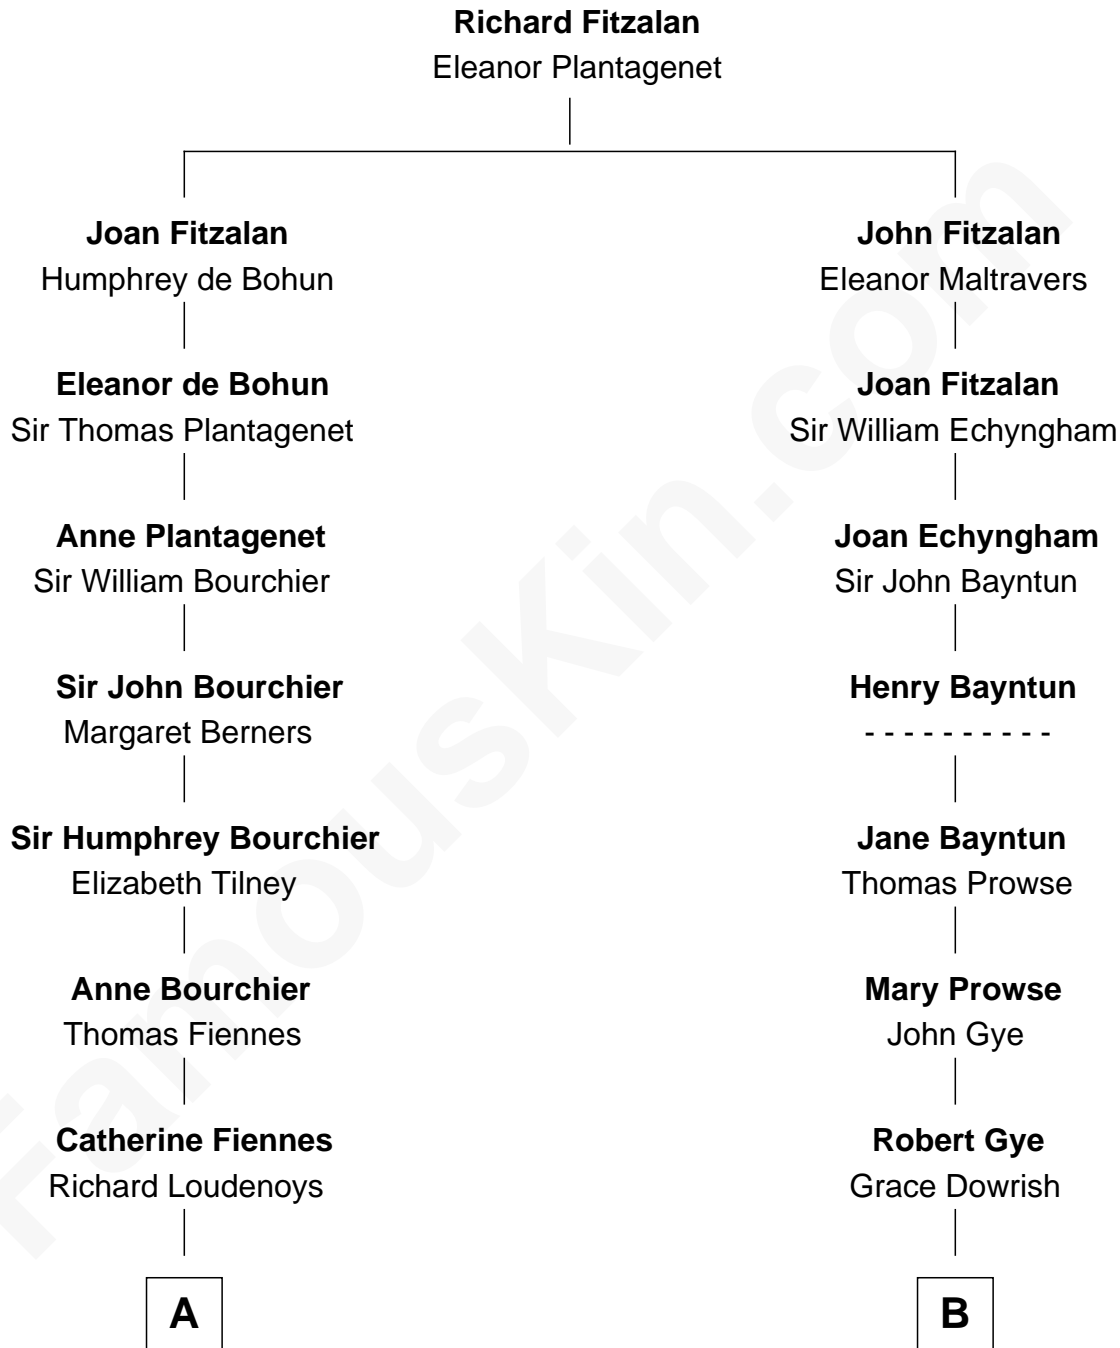 Richard Fitzalan
Eleanor Plantagenet
Joan Fitzalan
Humphrey de Bohun
John Fitzalan
Eleanor Maltravers
Eleanor de Bohun
Sir Thomas Plantagenet
Joan Fitzalan
Sir William Echyngham
Anne Plantagenet
Sir William Bourchier
Joan Echyngham
Sir John Bayntun
Sir John Bourchier
Margaret Berners
Henry Bayntun
- - - - - - - - - -
Sir Humphrey Bourchier
Elizabeth Tilney
Jane Bayntun
Thomas Prowse
Anne Bourchier
Thomas Fiennes
Mary Prowse
John Gye
Catherine Fiennes
Richard Loudenoys
Robert Gye
Grace Dowrish
A
B
FamousKin.com